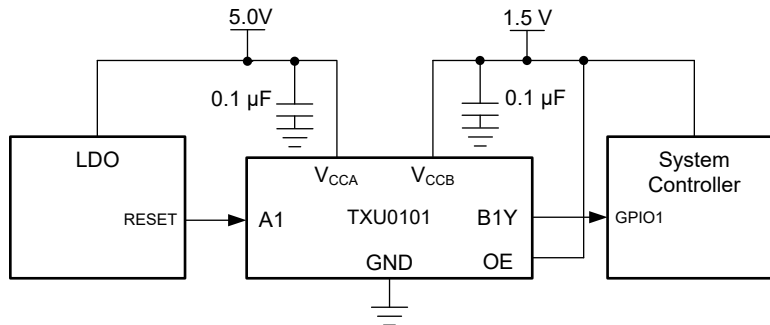 5.0V
1.5 V
0.1 µF
0.1 µF
LDO
RESET
VCCA
VCCB
A1
TXU0101
B1Y
GND
OE
System
Controller
GPIO1